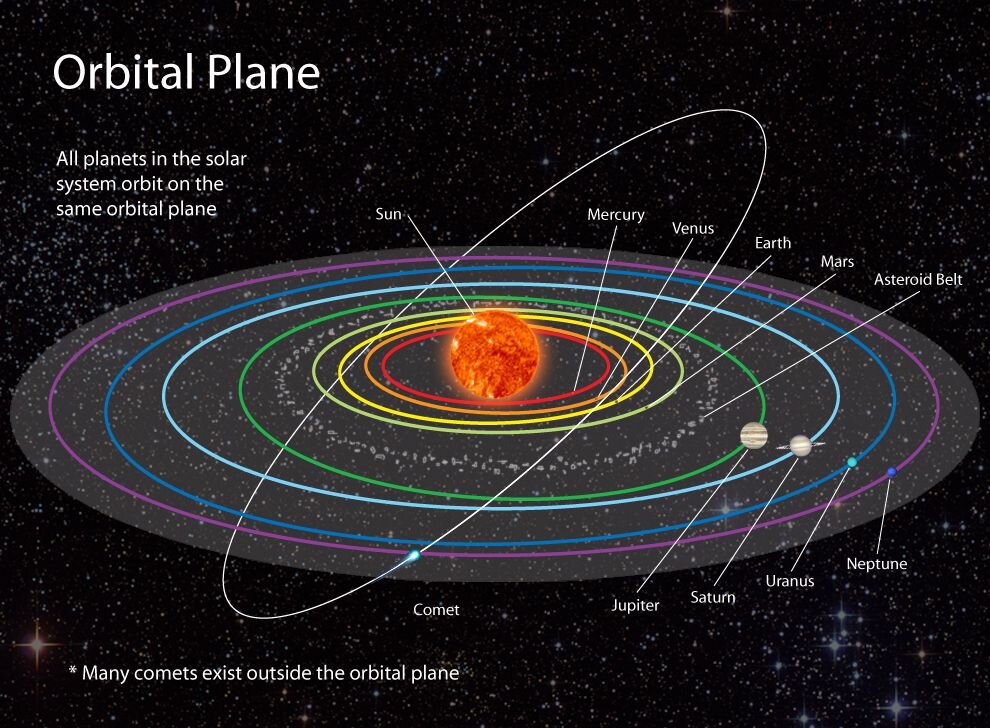 Orbital Plane
All planets in the solar
system orbit on the
same orbital plane
Sun
Mercury
Venus
Earth
Mars
Asteroid Belt
Neptune
Uranus
Saturn
Jupiter
Comet
* Many comets exist outside the orbital plane